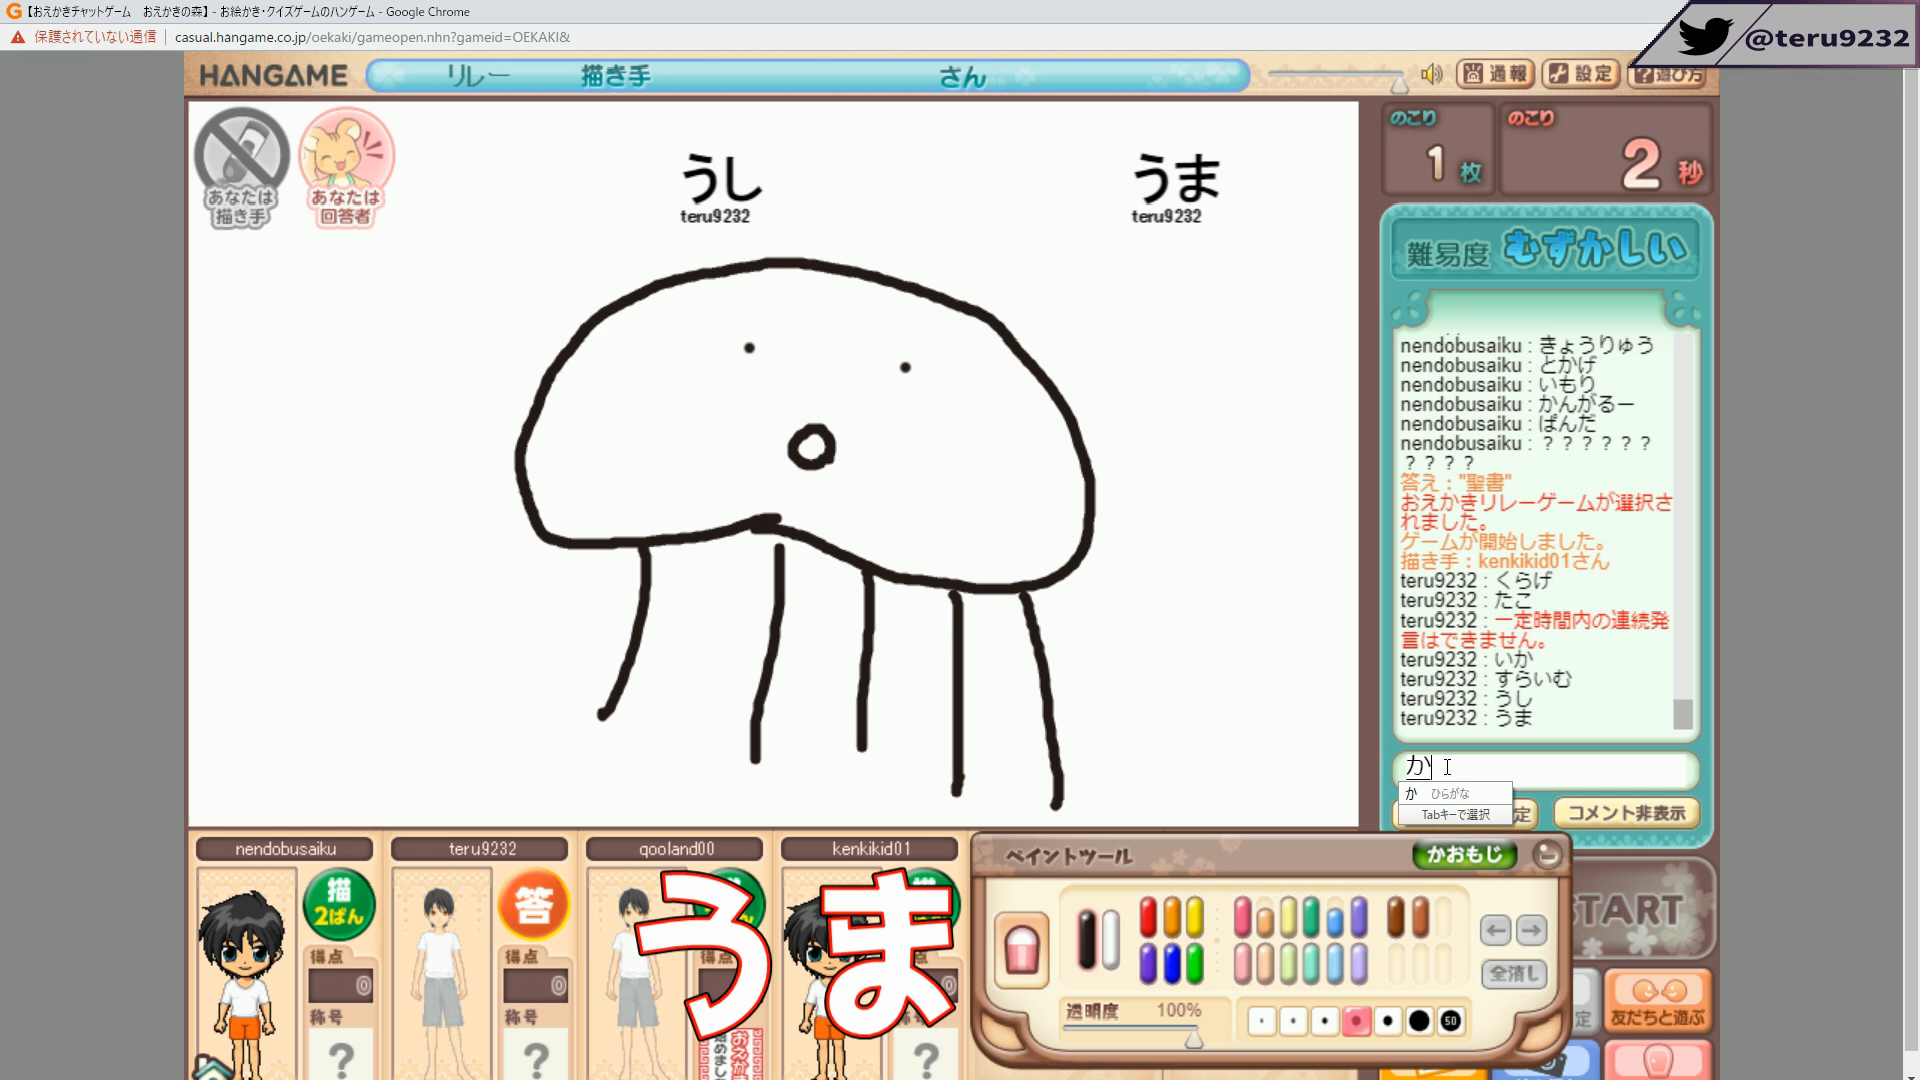 【おえかきチャットゲーム　おえかきの森】 - お絵かき・クイズゲームのハンゲーム - Google Chrome
保護されていない通信 | casual.hangame.co.jp/oekaki/gameopen.nhn?gameid=OEKAKI&
@teru9232
HANGAME リレー 描き手 さん
通報 設定 ?遊び方
あなたは
描き手
あなたは
回答者
うし
teru9232
うま
teru9232
のこり
1枚
のこり
2秒
難易度 むずかしい
nendobusaiku : きょうりゅう
nendobusaiku : とかげ
nendobusaiku : いもり
nendobusaiku : かんがるー
nendobusaiku : ぱんだ
nendobusaiku : ？？？？？？
？？？？
答え："聖書"
おえかきリレーゲームが選択さ
れました。
ゲームが開始しました。
描き手：kenkikid01さん
teru9232 : くらげ
teru9232 : たこ
teru9232 : 一定時間内の連続発
言はできません。
teru9232 : いか
teru9232 : すらいむ
teru9232 : うし
teru9232 : うま
か
か ひらがな
Tabキーで選択
定
コメント非表示
nendobusaiku
描
2ばん
得点
0
称号
?
teru9232
答
得点
0
称号
?
qooland00
得点
kenkikid01
?
うま
ペイントツール
かおもじ
全消し
透明度 100%
50
START
定
友だちと遊ぶ